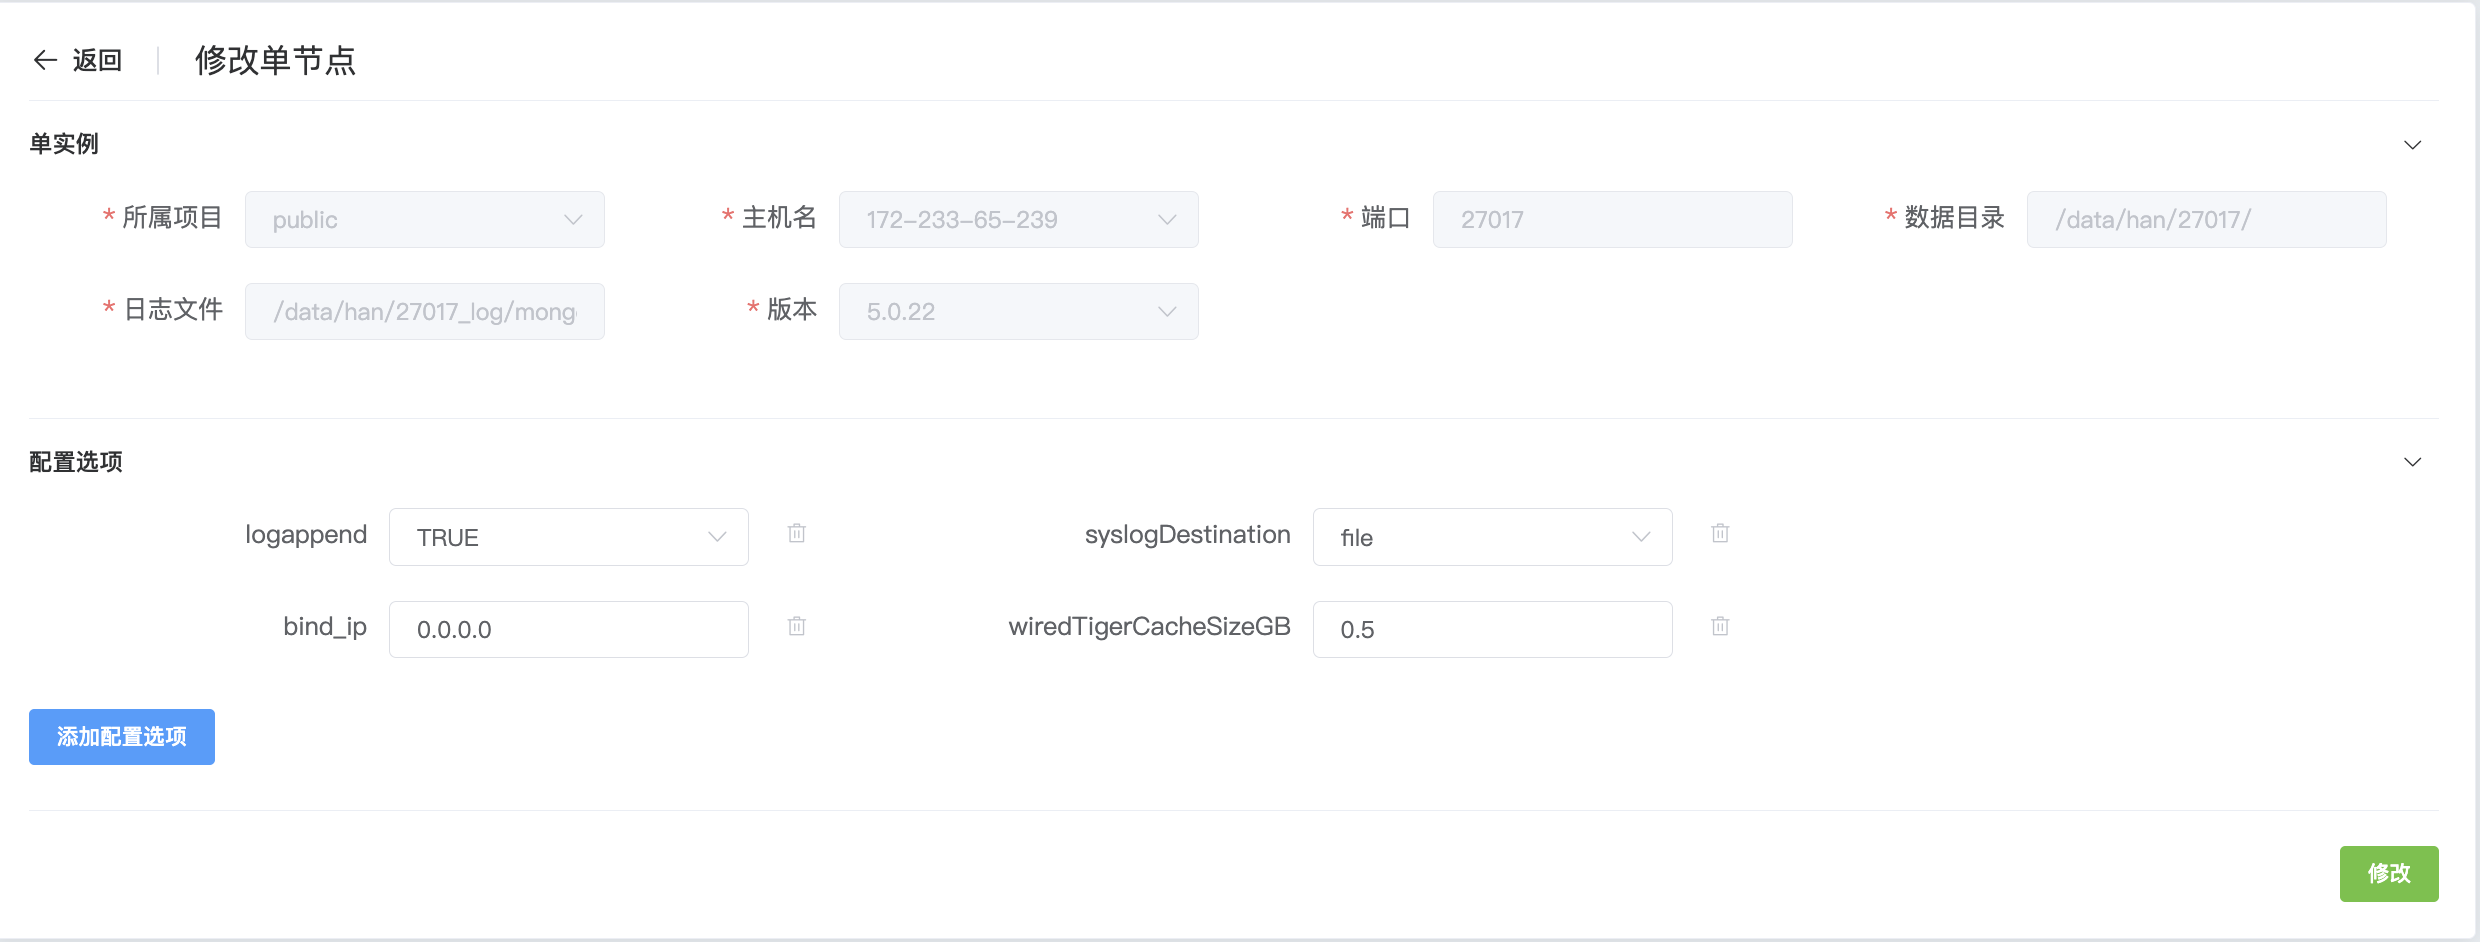 返回 修改单节点
单实例
* 所属项目 public * 主机名 172-233-65-239 * 端口 27017 * 数据目录 /data/han/27017/
* 日志文件 /data/han/27017_log/mong * 版本 5.0.22
配置选项
logappend TRUE syslogDestination file
bind_ip 0.0.0.0 wiredTigerCacheSizeGB 0.5
添加配置选项
修改